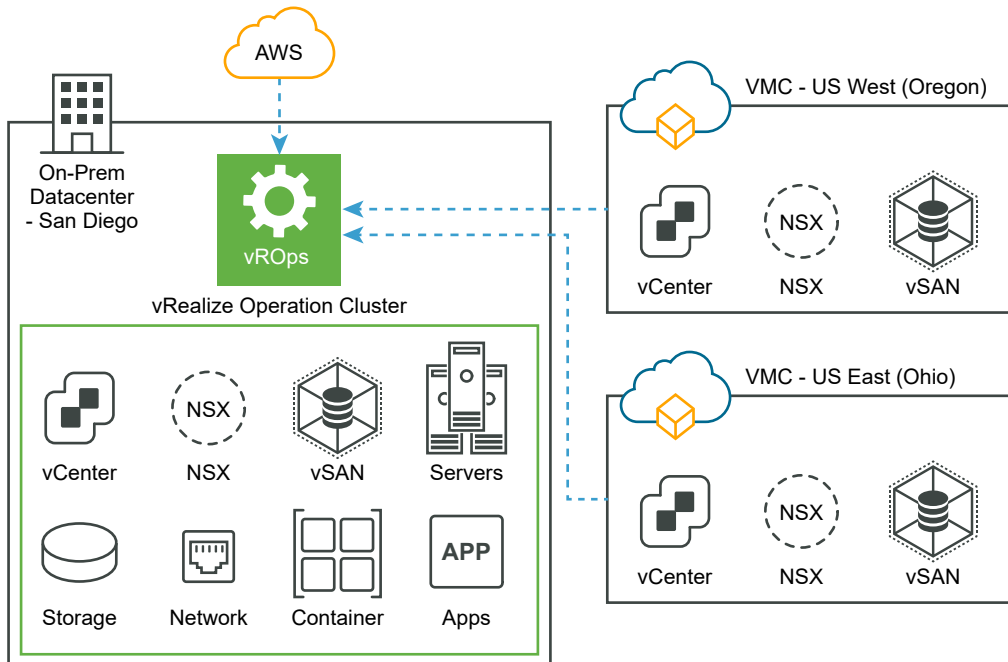 AWS
On-Prem
Datacenter
- San Diego
vROps
vRealize Operation Cluster
vCenter
NSX
NSX
vSAN
Servers
Storage
Network
Container
APP
Apps
VMC - US West (Oregon)
vCenter
NSX
NSX
vSAN
VMC - US East (Ohio)
vCenter
NSX
NSX
vSAN